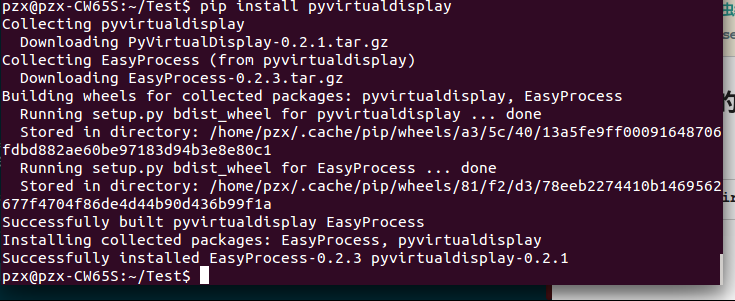 pzx@pzx-CW65S:~/Test$ pip install pyvirtualdisplay
Collecting pyvirtualdisplay
  Downloading PyVirtualDisplay-0.2.1.tar.gz
Collecting EasyProcess (from pyvirtualdisplay)
  Downloading EasyProcess-0.2.3.tar.gz
Building wheels for collected packages: pyvirtualdisplay, EasyProcess
  Running setup.py bdist_wheel for pyvirtualdisplay ... done
  Stored in directory: /home/pzx/.cache/pip/wheels/a3/5c/40/13a5fe9ff00091648706
fdbd882ae60be97183d94b3e8e80c1
  Running setup.py bdist_wheel for EasyProcess ... done
  Stored in directory: /home/pzx/.cache/pip/wheels/81/f2/d3/78eeb2274410b1469562
677f4704f86de4d44b90d436b99f1a
Successfully built pyvirtualdisplay EasyProcess
Installing collected packages: EasyProcess, pyvirtualdisplay
Successfully installed EasyProcess-0.2.3 pyvirtualdisplay-0.2.1
pzx@pzx-CW65S:~/Test$
虫
se
的
ir